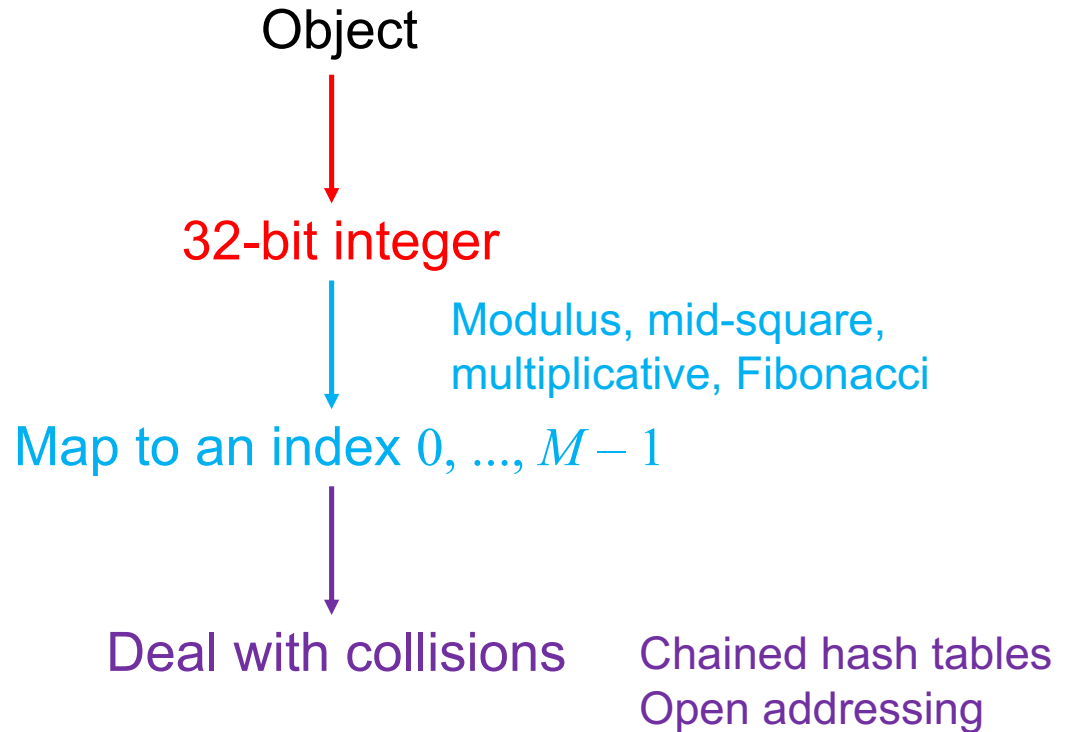 Object
32-bit integer
Modulus, mid-square,
multiplicative, Fibonacci
Map to an index 0, ..., M – 1
Deal with collisions
Chained hash tables
Open addressing